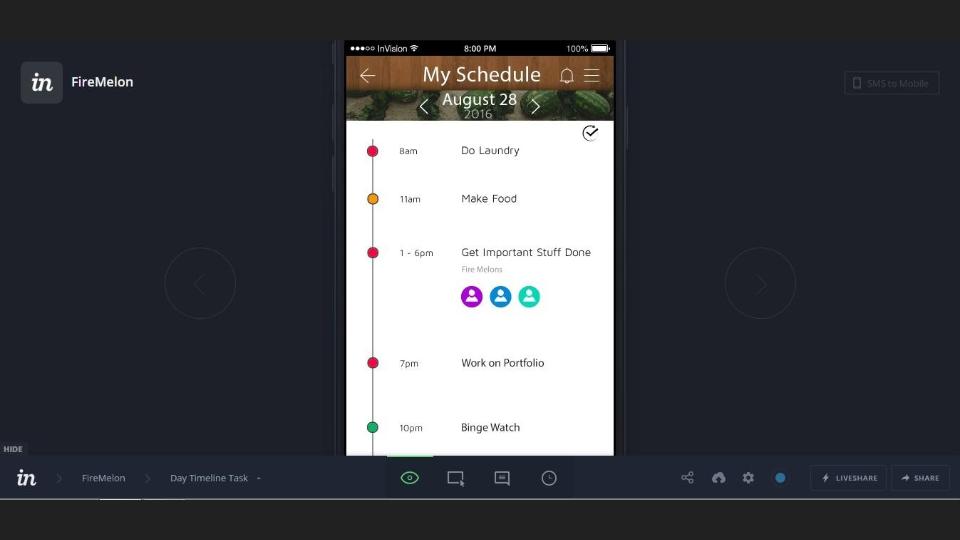 InVision 8:00 PM 100%
in FireMelon
My Schedule
SMS to Mobile
August 28
2016
8am Do Laundry
11am Make Food
1 - 6pm Get Important Stuff Done
Fire Melons
7pm Work on Portfolio
10pm Binge Watch
HIDE
in FireMelon Day Timeline Task
LIVESHARE SHARE